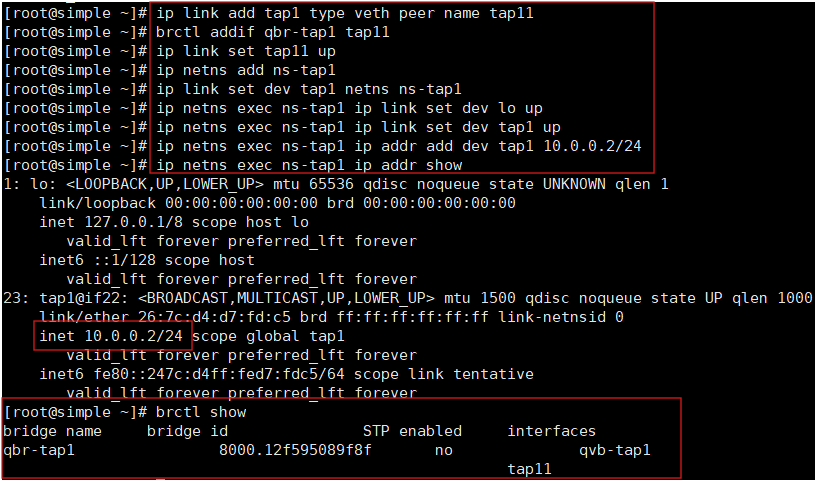 [root@simple ~]# ip link add tap1 type veth peer name tap11
[root@simple ~]# brctl addif qbr-tap1 tap11
[root@simple ~]# ip link set tap11 up
[root@simple ~]# ip netns add ns-tap1
[root@simple ~]# ip link set dev tap1 netns ns-tap1
[root@simple ~]# ip netns exec ns-tap1 ip link set dev lo up
[root@simple ~]# ip netns exec ns-tap1 ip link set dev tap1 up
[root@simple ~]# ip netns exec ns-tap1 ip addr add dev tap1 10.0.0.2/24
[root@simple ~]# ip netns exec ns-tap1 ip addr show
1: lo: <LOOPBACK,UP,LOWER_UP> mtu 65536 qdisc noqueue state UNKNOWN qlen 1
    link/loopback 00:00:00:00:00:00 brd 00:00:00:00:00:00
    inet 127.0.0.1/8 scope host lo
       valid_lft forever preferred_lft forever
    inet6 ::1/128 scope host
       valid_lft forever preferred_lft forever
23: tap1@if22: <BROADCAST,MULTICAST,UP,LOWER_UP> mtu 1500 qdisc noqueue state UP qlen 1000
    link/ether 26:7c:d4:d7:fd:c5 brd ff:ff:ff:ff:ff:ff link-netnsid 0
    inet 10.0.0.2/24 scope global tap1
       valid_lft forever preferred_lft forever
    inet6 fe80::247c:d4ff:fed7:fdc5/64 scope link tentative
       valid_lft forever preferred_lft forever
[root@simple ~]# brctl show
bridge name     bridge id               STP enabled     interfaces
qbr-tap1                8000.12f595089f8f       no              qvb-tap1
                                                        tap11